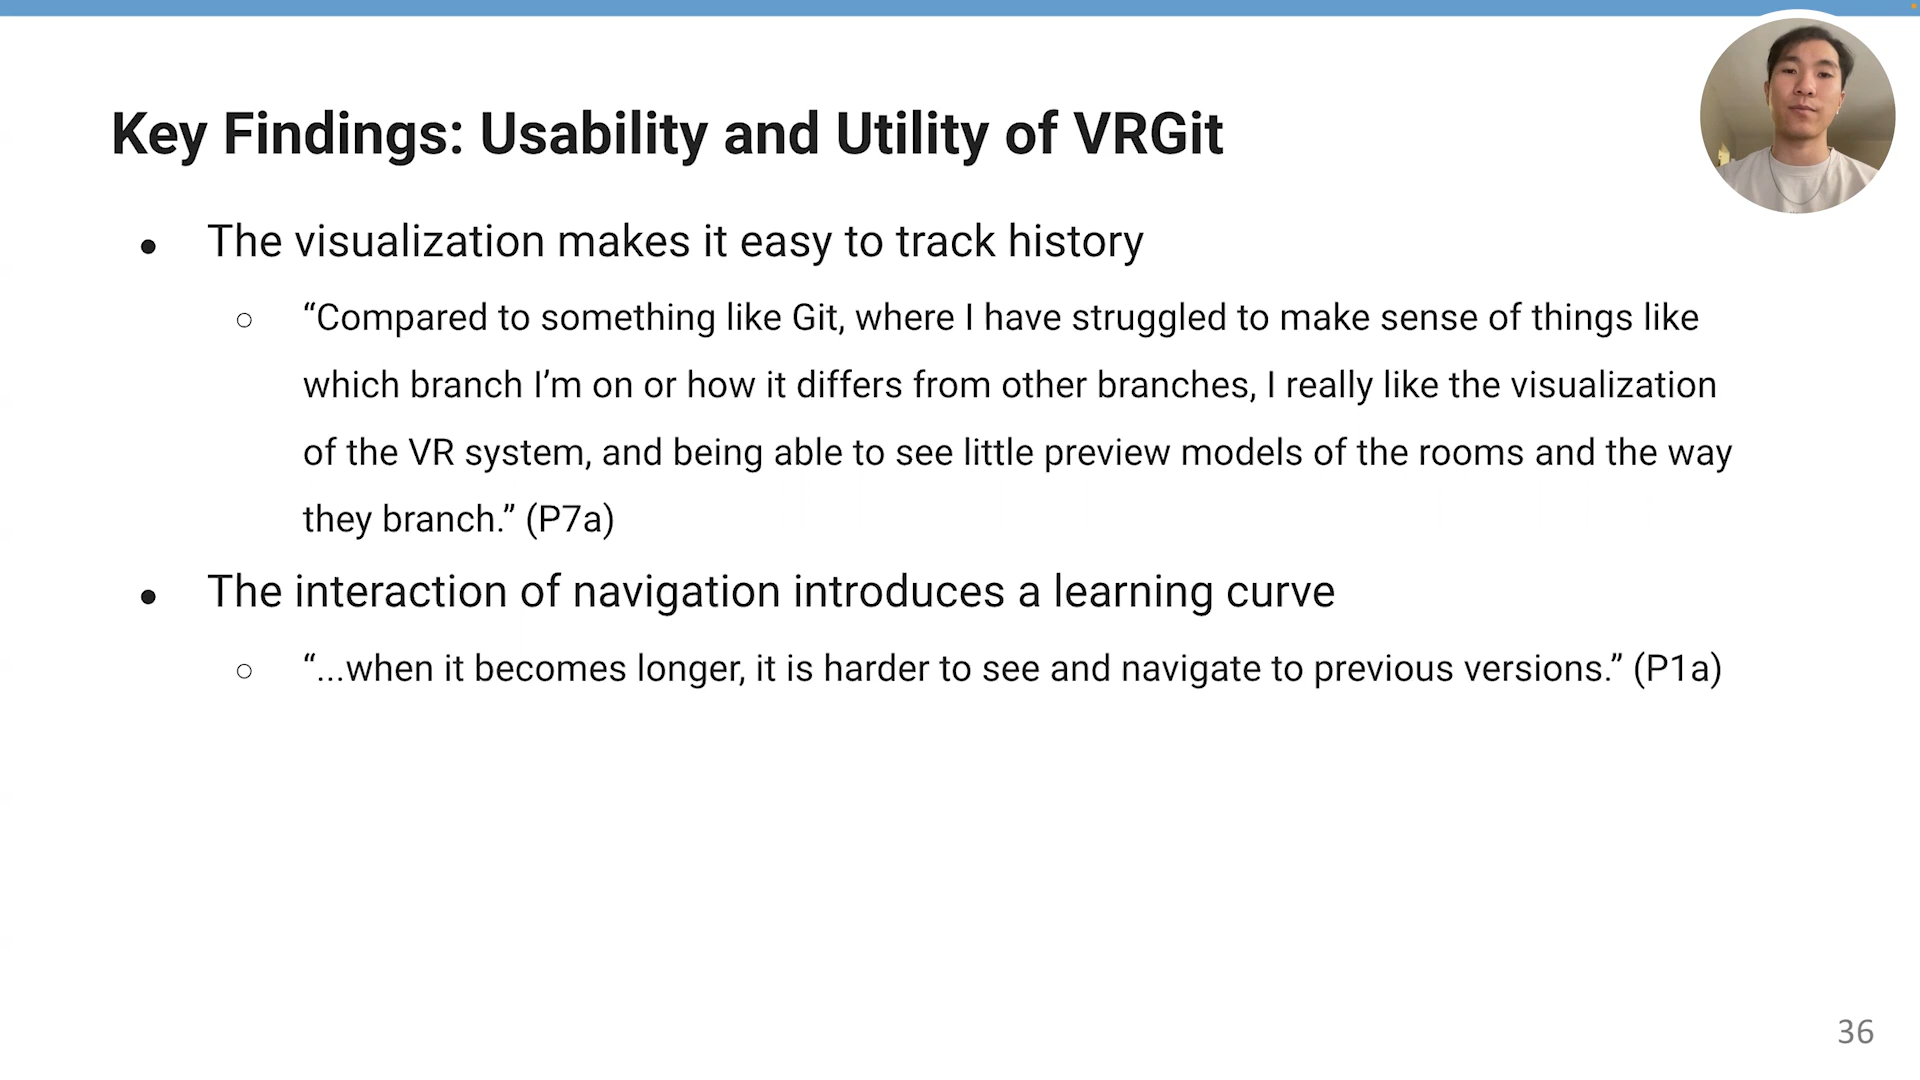 Key Findings: Usability and Utility of VRGit
● The visualization makes it easy to track history
○ “Compared to something like Git, where I have struggled to make sense of things like
which branch I’m on or how it differs from other branches, I really like the visualization
of the VR system, and being able to see little preview models of the rooms and the way
they branch.” (P7a)
● The interaction of navigation introduces a learning curve
○ “...when it becomes longer, it is harder to see and navigate to previous versions.” (P1a)
36